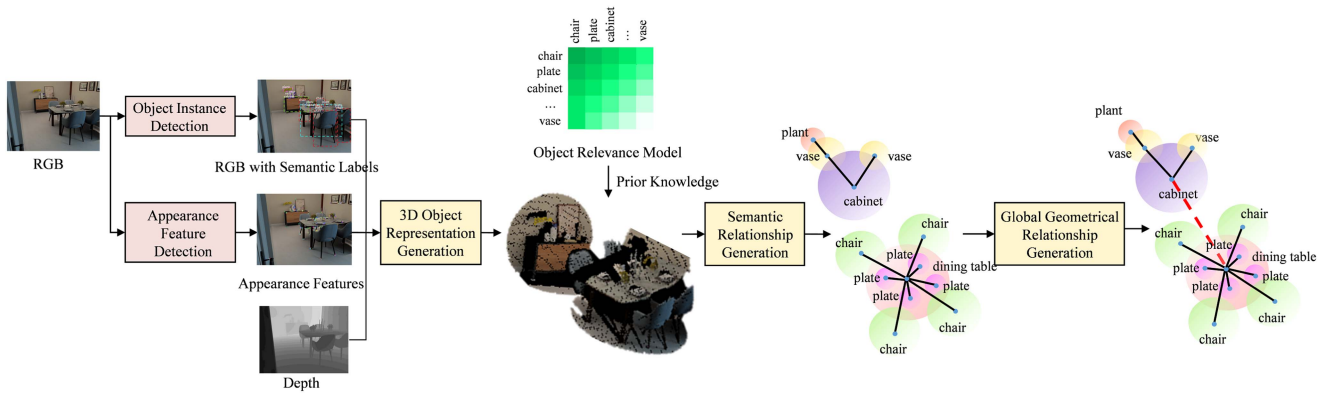 RGB
Object Instance
Detection
Appearance
Feature
Detection
RGB with Semantic Labels
Appearance Features
Depth
3D Object
Representation
Generation
chair
plate
cabinet
...
vase
chair
plate
cabinet
...
vase
Object Relevance Model
Prior Knowledge
Semantic
Relationship
Generation
plant
vase
vase
cabinet
chair
chair
plate
dining table
plate
plate
plate
chair
chair
Global Geometrical
Relationship
Generation
plant
vase
vase
cabinet
chair
chair
plate
dining table
plate
plate
plate
chair
chair